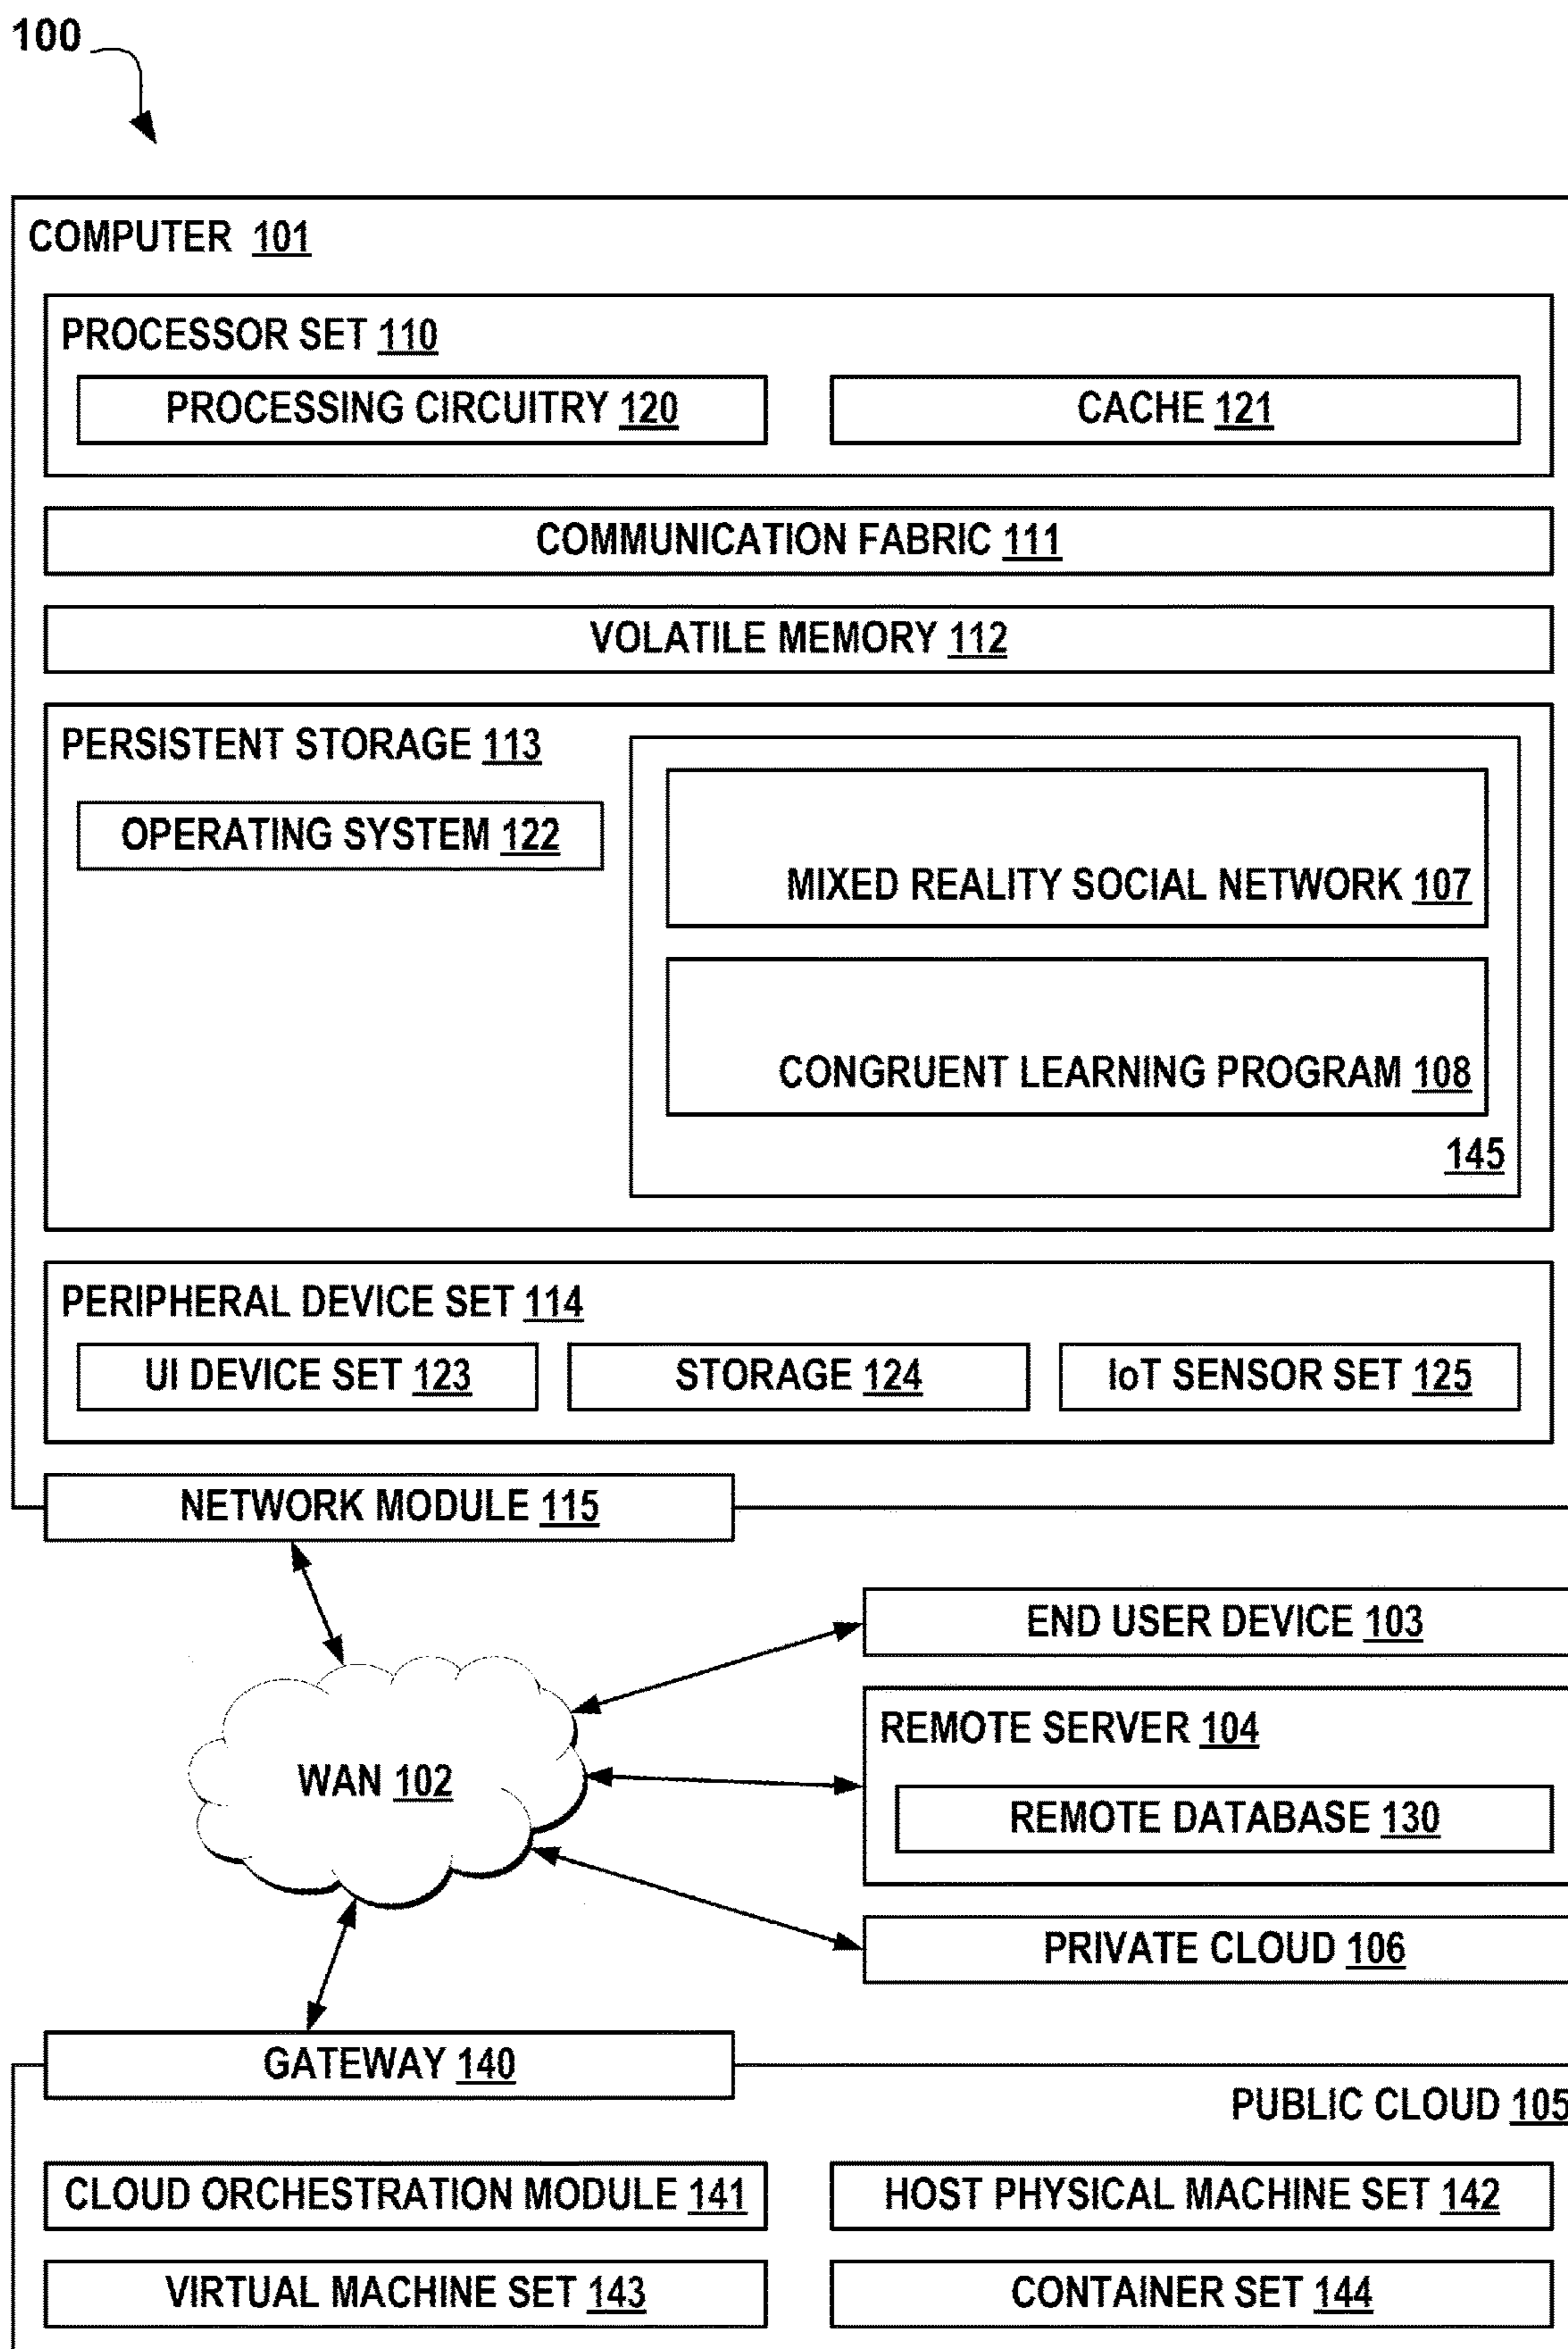 100
COMPUTER 101
PROCESSOR SET 110
PROCESSING CIRCUITRY 120
CACHE 121
COMMUNICATION FABRIC 111
VOLATILE MEMORY 112
PERSISTENT STORAGE 113
OPERATING SYSTEM 122
MIXED REALITY SOCIAL NETWORK 107
CONGRUENT LEARNING PROGRAM 108
145
PERIPHERAL DEVICE SET 114
UI DEVICE SET 123
STORAGE 124
IoT SENSOR SET 125
NETWORK MODULE 115
END USER DEVICE 103
REMOTE SERVER 104
WAN 102
REMOTE DATABASE 130
PRIVATE CLOUD 106
GATEWAY 140
PUBLIC CLOUD 105
CLOUD ORCHESTRATION MODULE 141
HOST PHYSICAL MACHINE SET 142
VIRTUAL MACHINE SET 143
CONTAINER SET 144